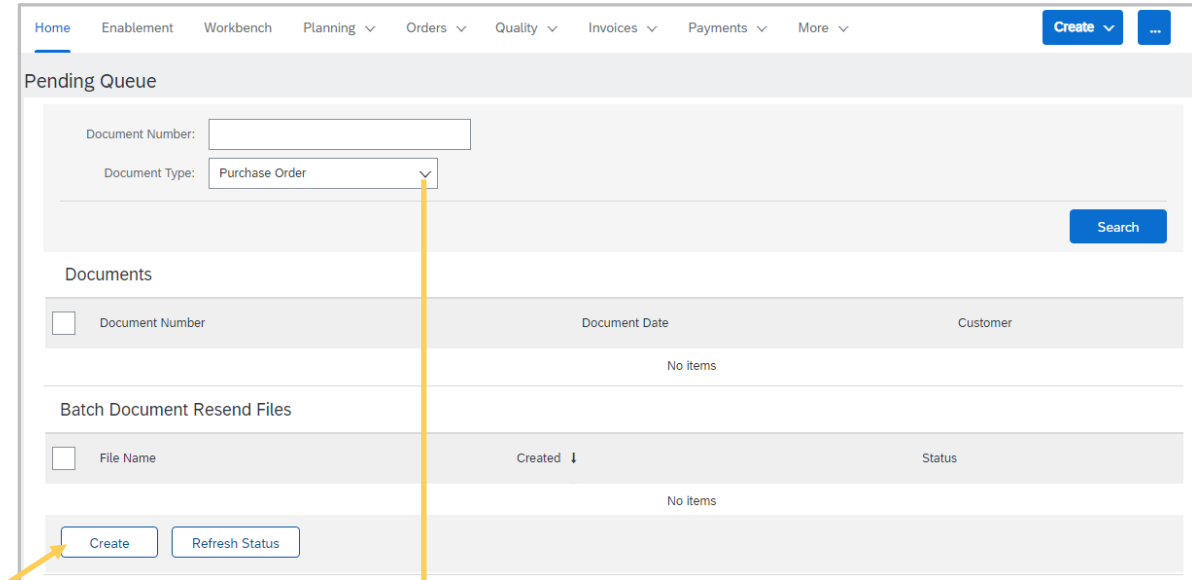 Home Enablement Workbench Planning Orders Quality Invoices Payments More Create ...
Pending Queue
Document Number:
Document Type: Purchase Order
Search
Documents
Document Number Document Date Customer
No items
Batch Document Resend Files
File Name Created ↓ Status
No items
Create Refresh Status